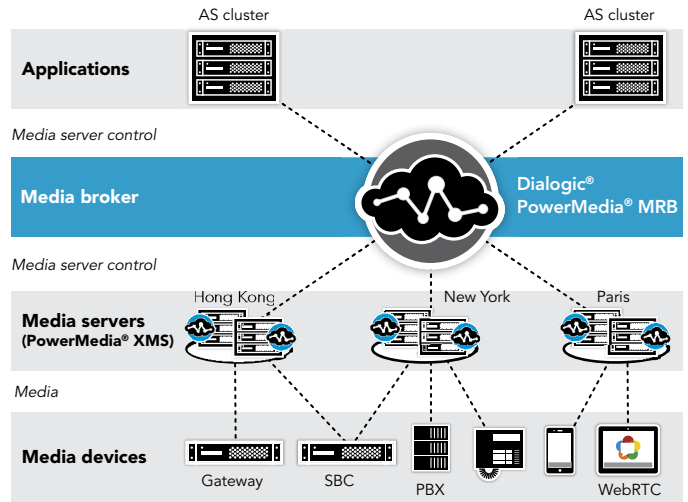 AS cluster
AS cluster
Applications
Media server control
Media broker
Dialogic®
PowerMedia® MRB
Media server control
Hong Kong
New York
Paris
Media servers
(PowerMedia® XMS)
Media
Media devices
Gateway
SBC
PBX
WebRTC